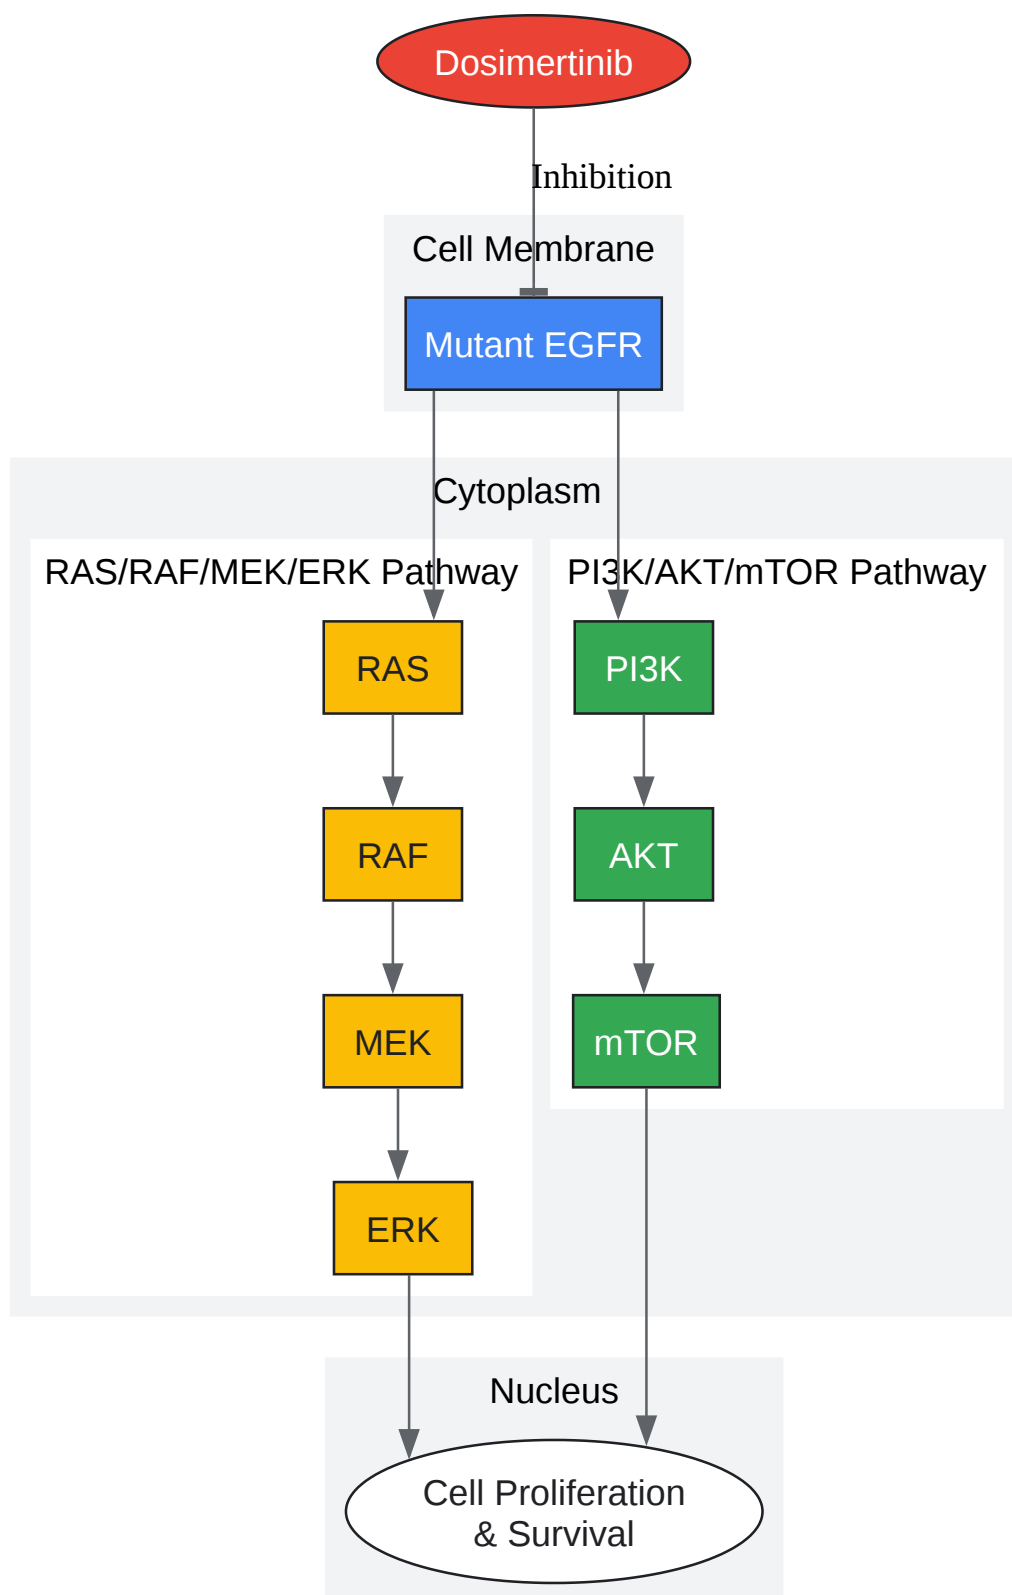 Dosimertinib
Inhibition
Cell Membrane
Mutant EGFR
Cytoplasm
RAS/RAF/MEK/ERK Pathway
RAS
RAF
MEK
ERK
PI3K/AKT/mTOR Pathway
PI3K
AKT
mTOR
Nucleus
Cell Proliferation
& Survival